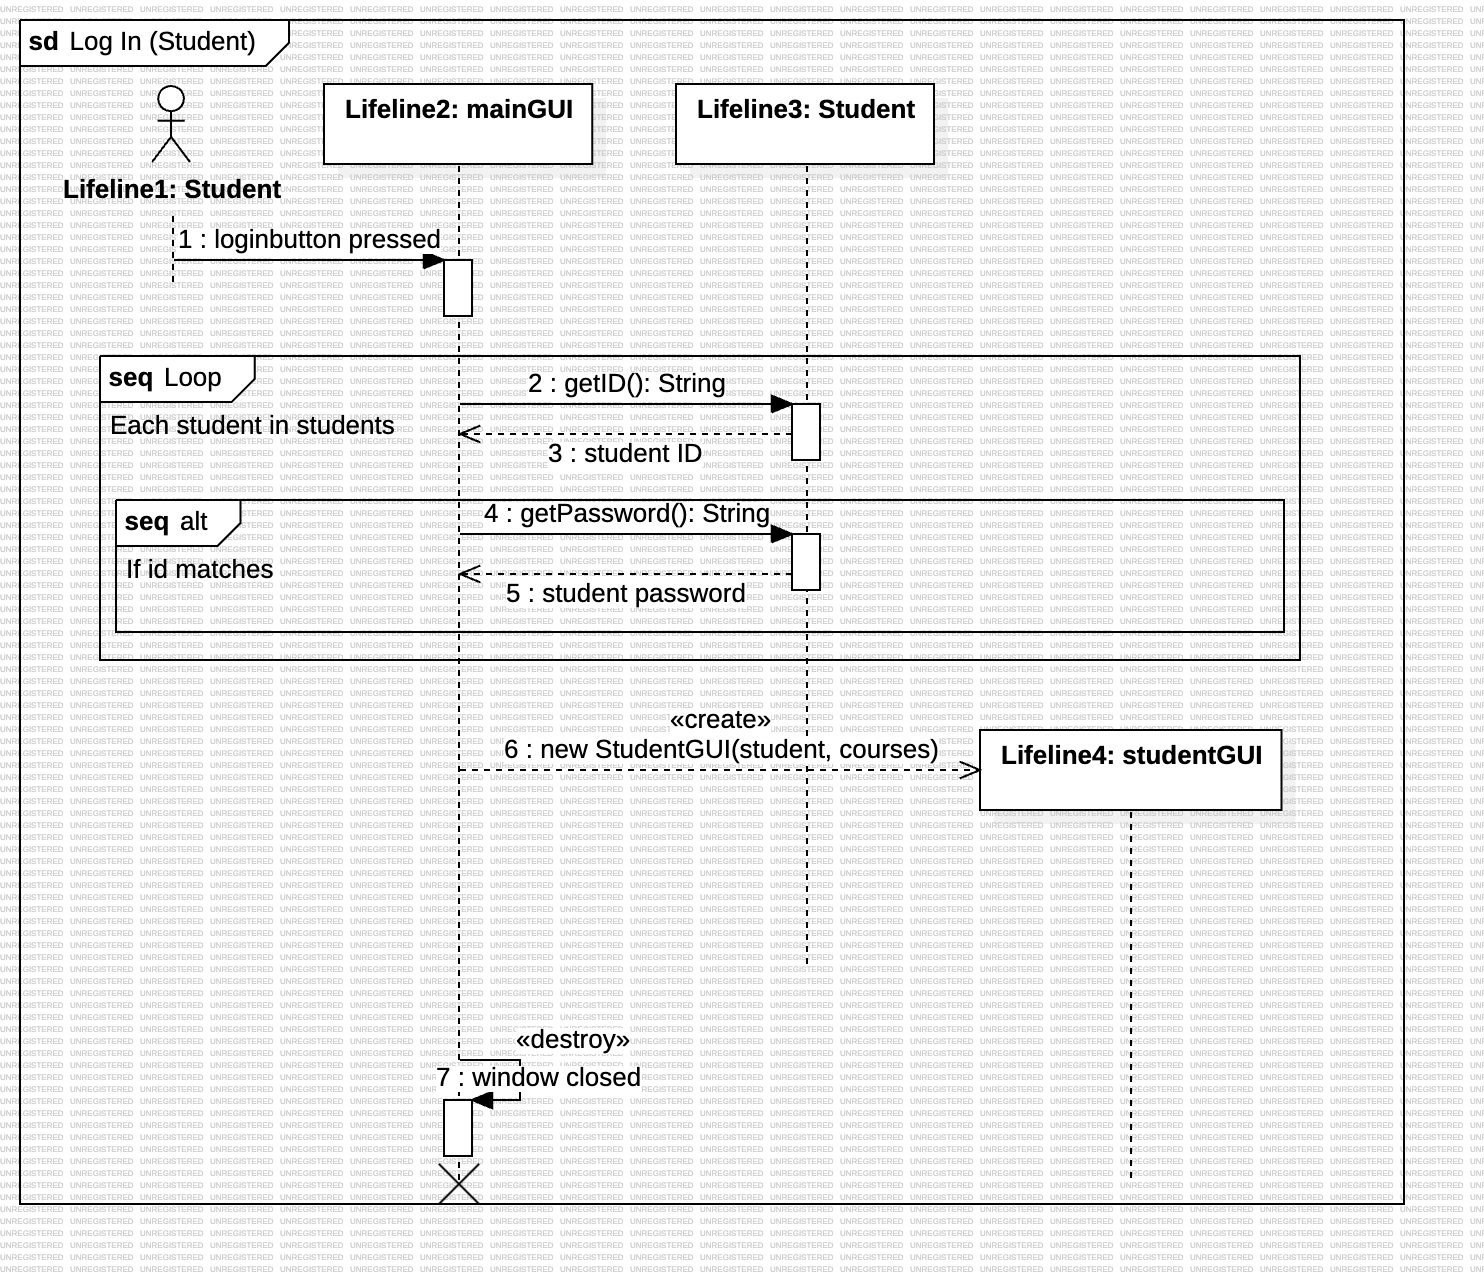 sd Log In (Student)
Lifeline2: mainGUI
Lifeline3: Student
Lifeline1: Student
1 : loginbutton pressed
seq Loop
2 : getID(): String
Each student in students
3 : student ID
seq alt
4 : getPassword(): String
If id matches
5 : student password
«create»
6 : new StudentGUI(student, courses)
Lifeline4: studentGUI
«destroy»
7 : window closed
UNREGISTERED